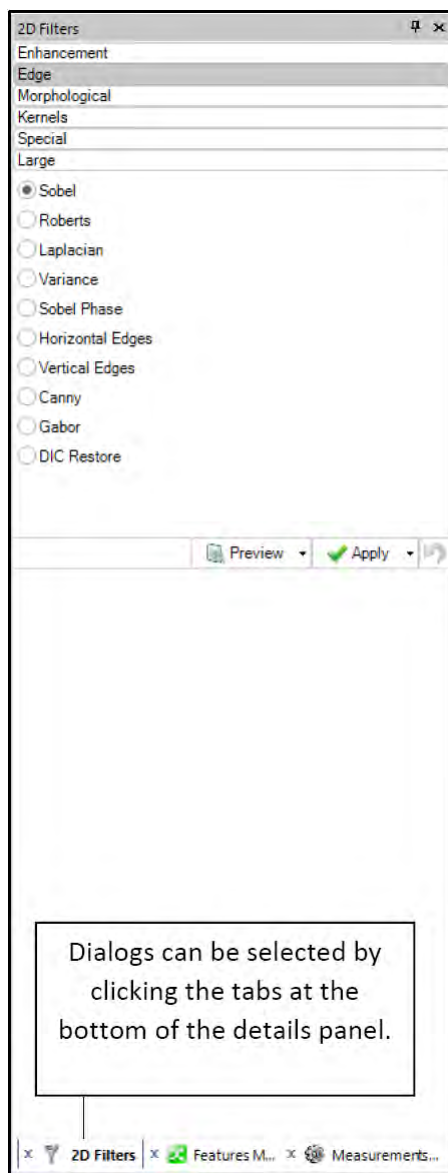 2D Filters
Enhancement
Edge
Morphological
Kernels
Special
Large
Sobel
Roberts
Laplacian
Variance
Sobel Phase
Horizontal Edges
Vertical Edges
Canny
Gabor
DIC Restore
Preview
Apply
Dialogs can be selected by
clicking the tabs at the
bottom of the details panel.
x 2D Filters x Features M... x Measurements...